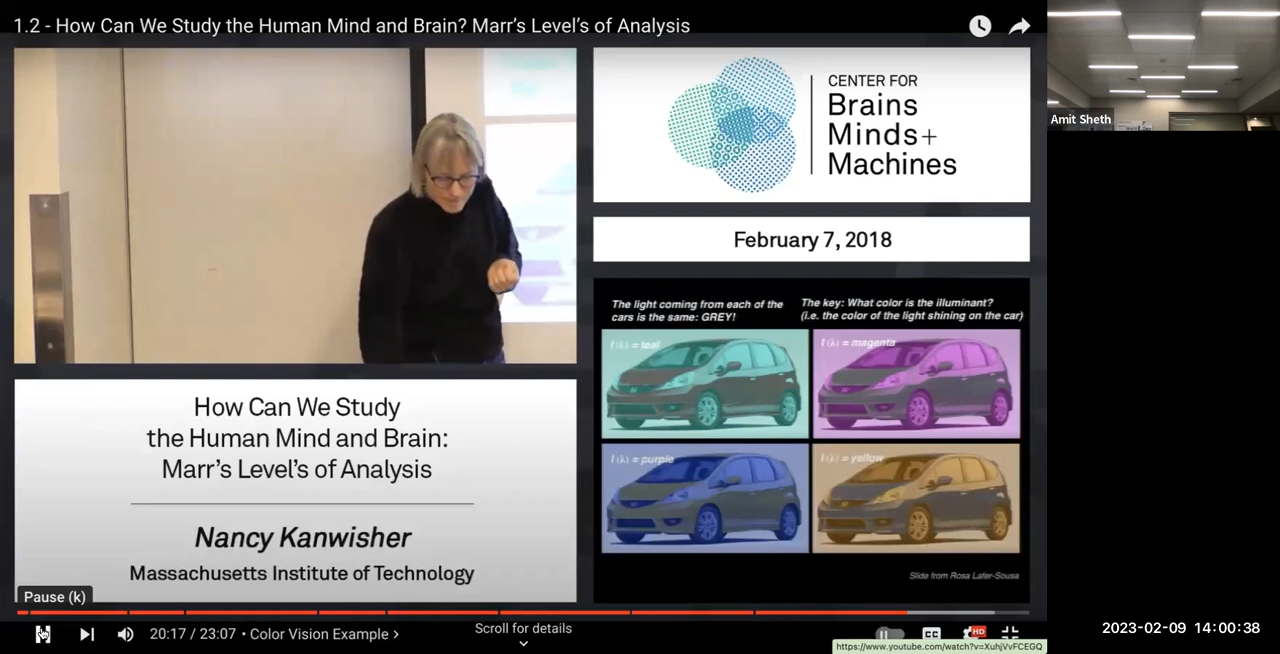 1.2 - How Can We Study the Human Mind and Brain? Marr's Level's of Analysis
CENTER FOR
Brains
Minds+
Machines
Amit Sheth
February 7, 2018
The light coming from each of the
cars is the same: GREY!
The key: What color is the illuminant?
(i.e. the color of the light shining on the car)
I (λ) = teal
I (λ) = magenta
I (λ) = purple
I (λ) = yellow
Slide from Rosa Lafer-Sousa
How Can We Study
the Human Mind and Brain:
Marr's Level's of Analysis
Nancy Kanwisher
Massachusetts Institute of Technology
Pause (k)
20:17 / 23:07 • Color Vision Example >
Scroll for details
CC
HD
2023-02-09 14:00:38
https://www.youtube.com/watch?v=XuhjVvFCEGQ